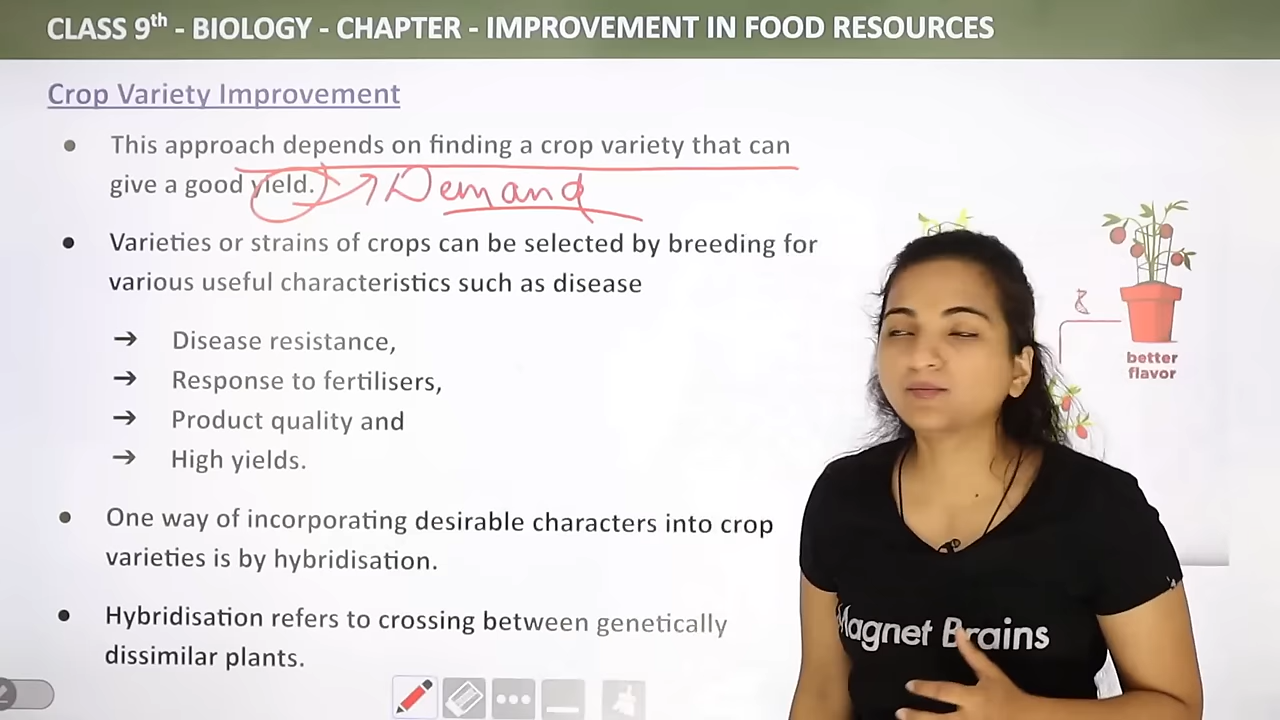 CLASS 9th - BIOLOGY - CHAPTER - IMPROVEMENT IN FOOD RESOURCES
Crop Variety Improvement
● This approach depends on finding a crop variety that can
give a good yield. → Demand
● Varieties or strains of crops can be selected by breeding for
various useful characteristics such as disease
➔ Disease resistance,
➔ Response to fertilisers,
➔ Product quality and
➔ High yields.
● One way of incorporating desirable characters into crop
varieties is by hybridisation.
● Hybridisation refers to crossing between genetically
dissimilar plants.
better
flavor
Magnet Brains